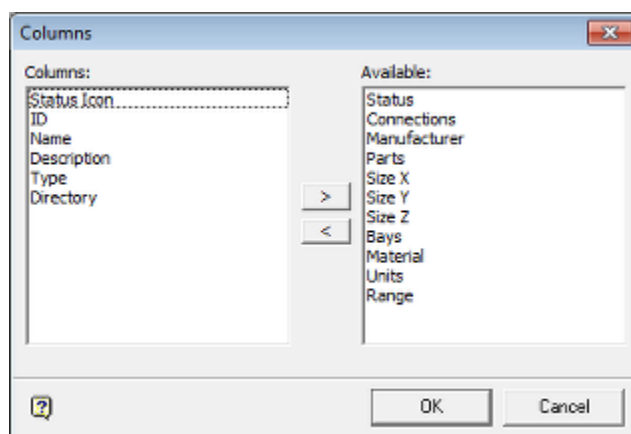 Columns
Columns:
Status Icon
ID
Name
Description
Type
Directory
>
<
Available:
Status
Connections
Manufacturer
Parts
Size X
Size Y
Size Z
Bays
Material
Units
Range
?
OK
Cancel